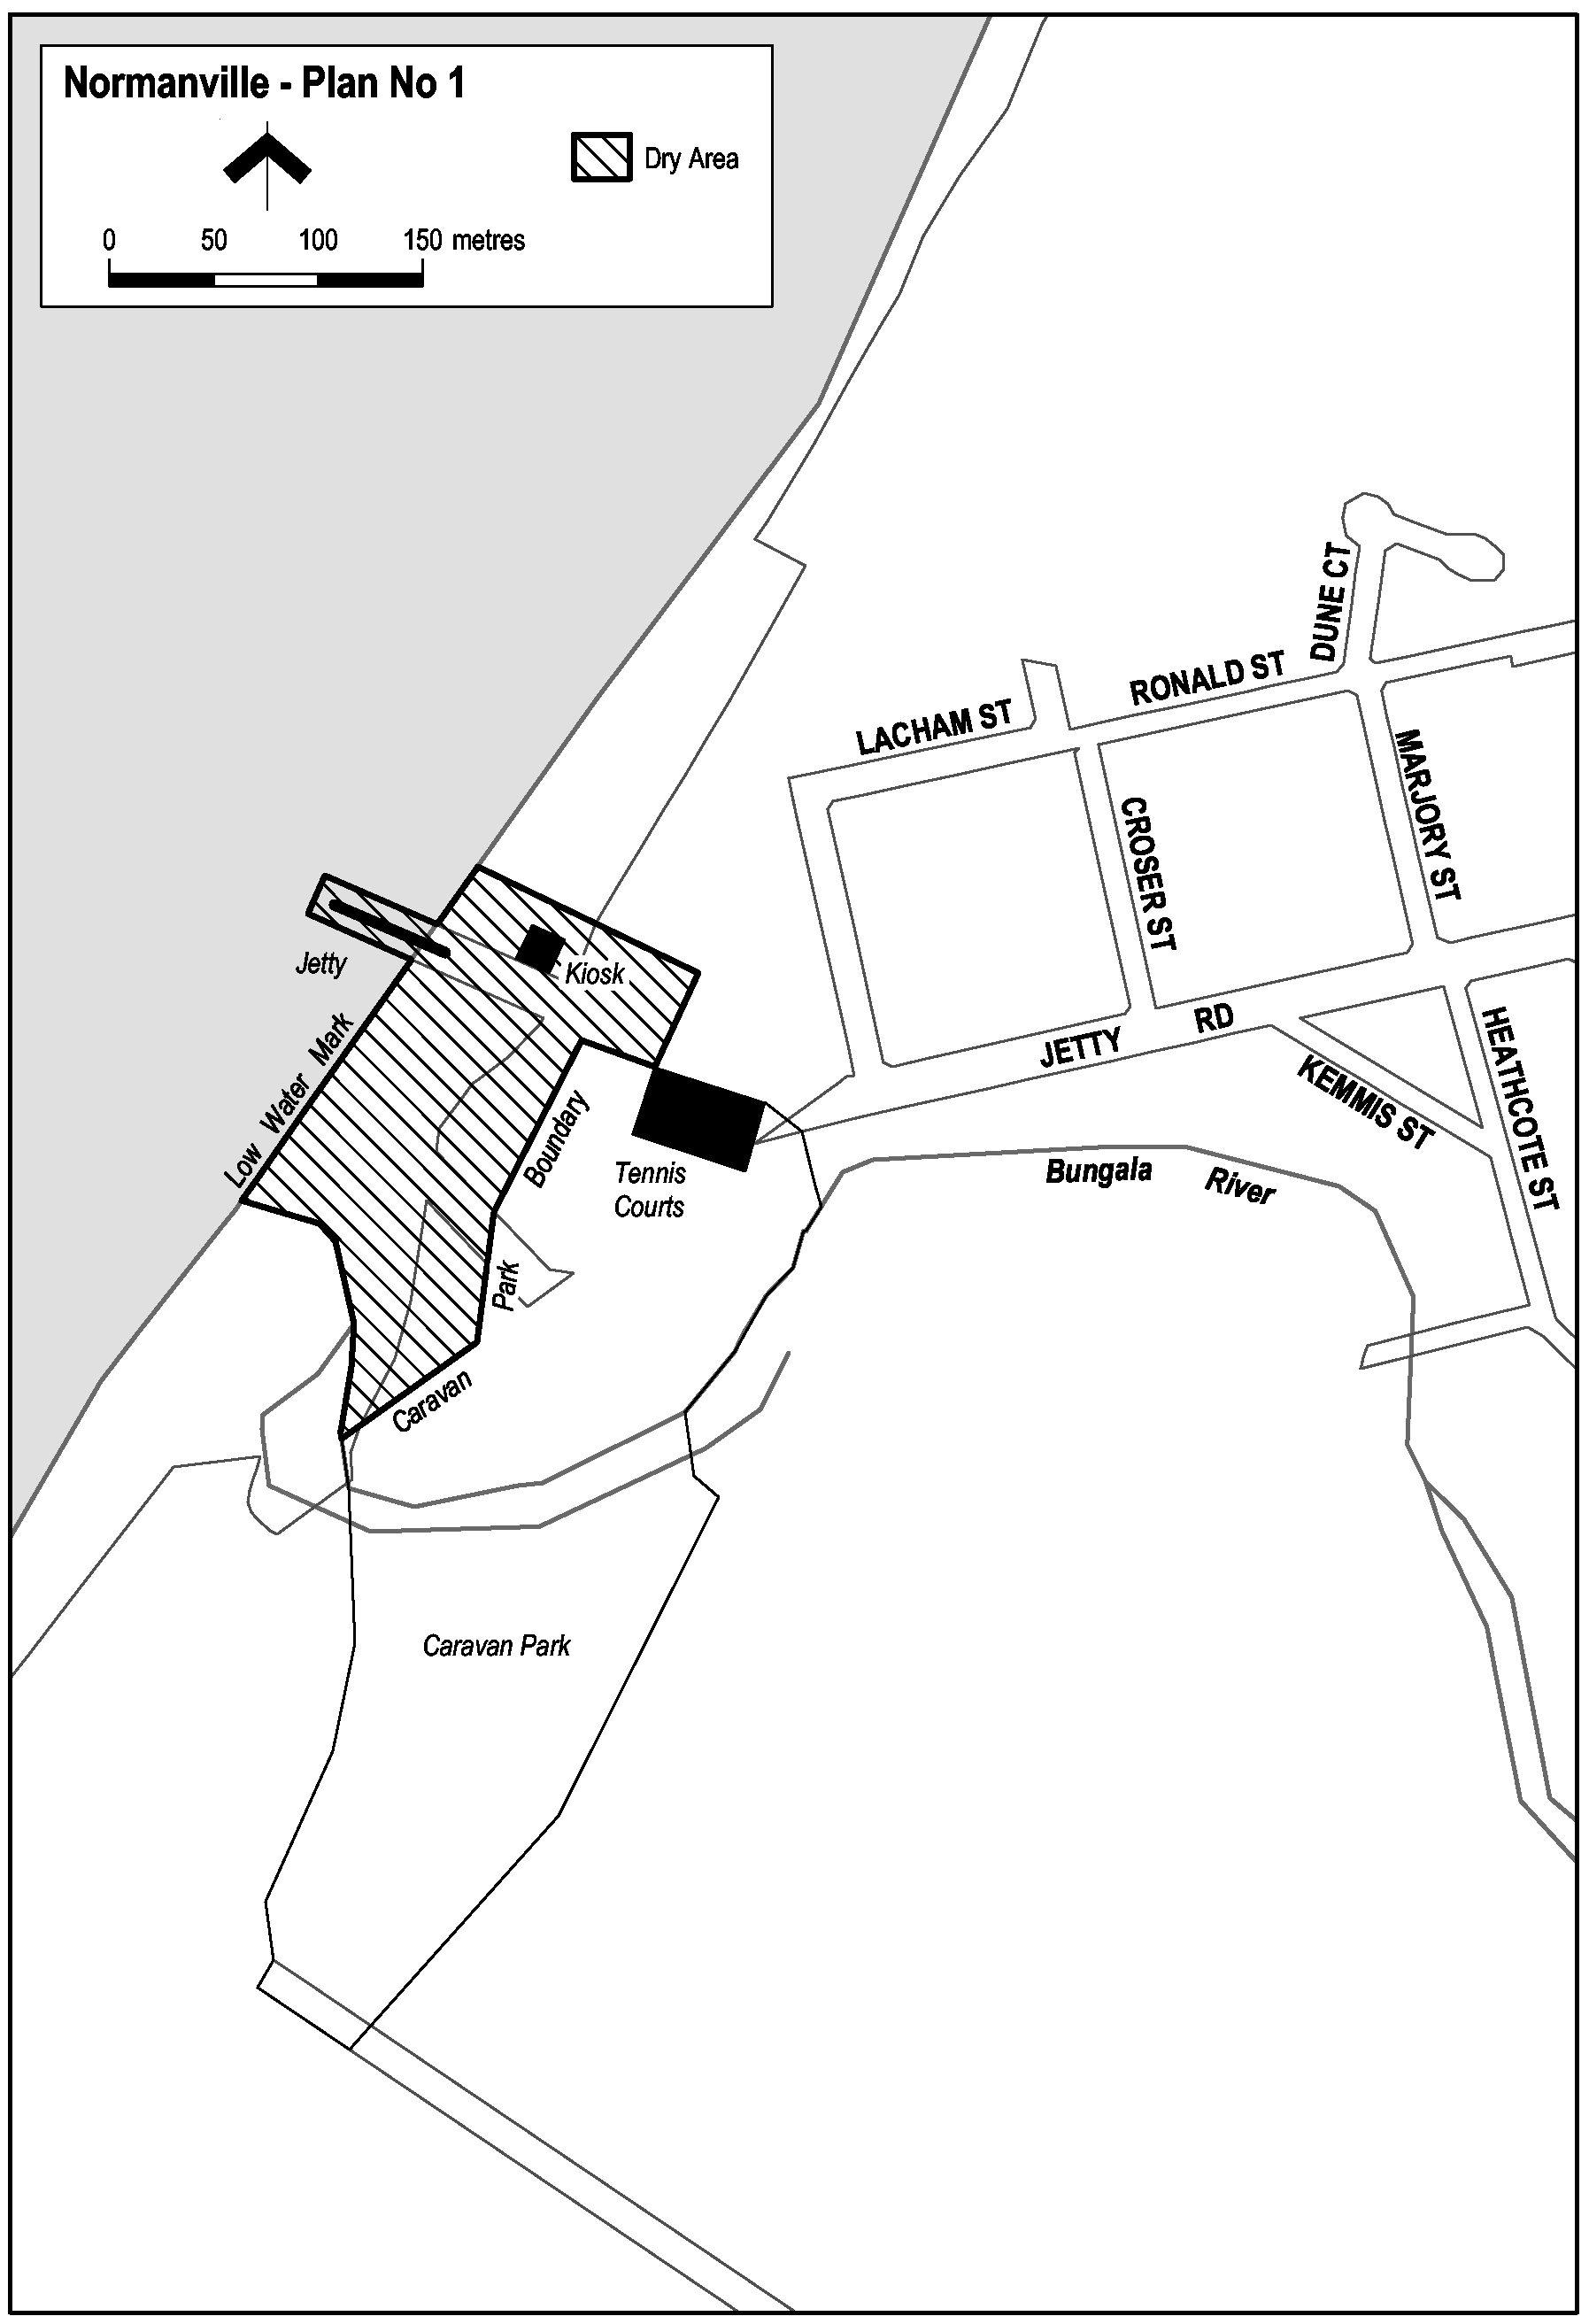 Normanville - Plan No 1
Dry Area
0 50 100 150 metres
DUNE CT
RONALD ST
LACHAM ST
MARJORY ST
CROSER ST
Jetty
Kiosk
JETTY RD
HEATHCOTE ST
KEMMIS ST
Low Water Mark
Boundary
Tennis
Courts
Bungala River
Park
Caravan
Caravan Park